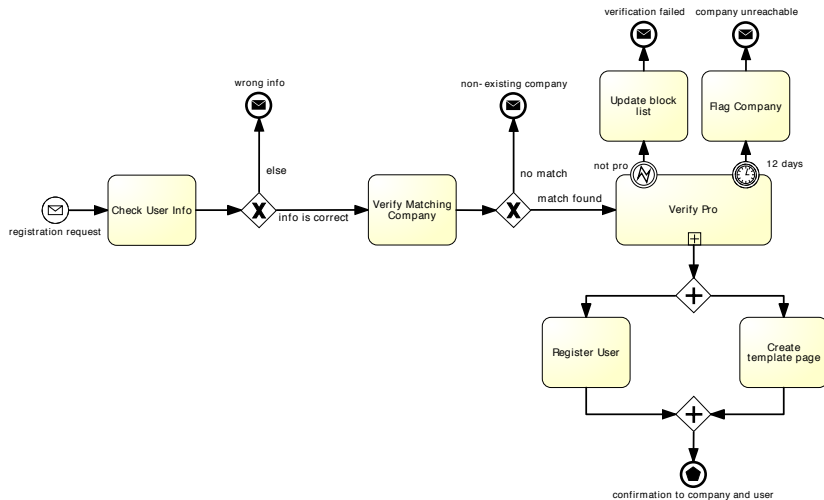 verification failed
company unreachable
wrong info
non-existing company
Update block
list
Flag Company
else
no match
not pro
12 days
Check User Info
info is correct
Verify Matching
Company
match found
Verify Pro
registration request
Register User
Create
template page
confirmation to company and user